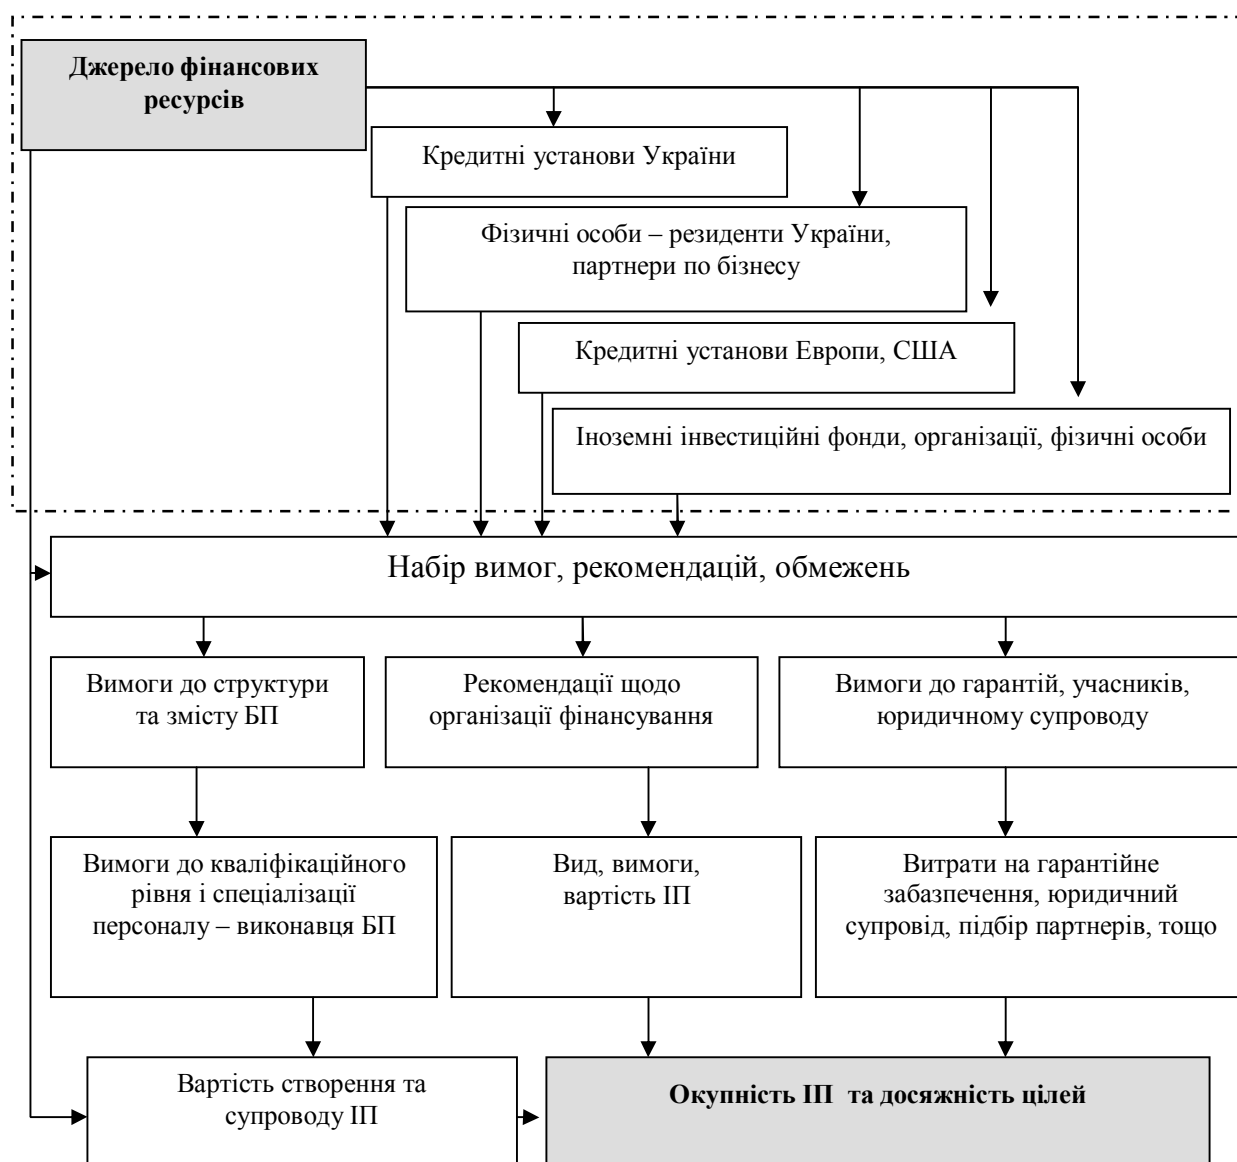 Джерело фінансових
ресурсів
Кредитні установи України
Фізичні особи – резиденти України,
партнери по бізнесу
Кредитні установи Европи, США
Іноземні інвестиційні фонди, організації, фізичні особи
Набір вимог, рекомендацій, обмежень
Вимоги до структури
та змісту БП
Рекомендації щодо
організації фінансування
Вимоги до гарантій, учасників,
юридичному супроводу
Вимоги до кваліфікаційного
рівня і спеціалізації
персоналу – виконавця БП
Вид, вимоги,
вартість ІП
Витрати на гарантійне
забазпечення, юридичний
супровід, підбір партнерів, тощо
Вартість створення та
супроводу ІП
Окупність ІП та досяжність цілей